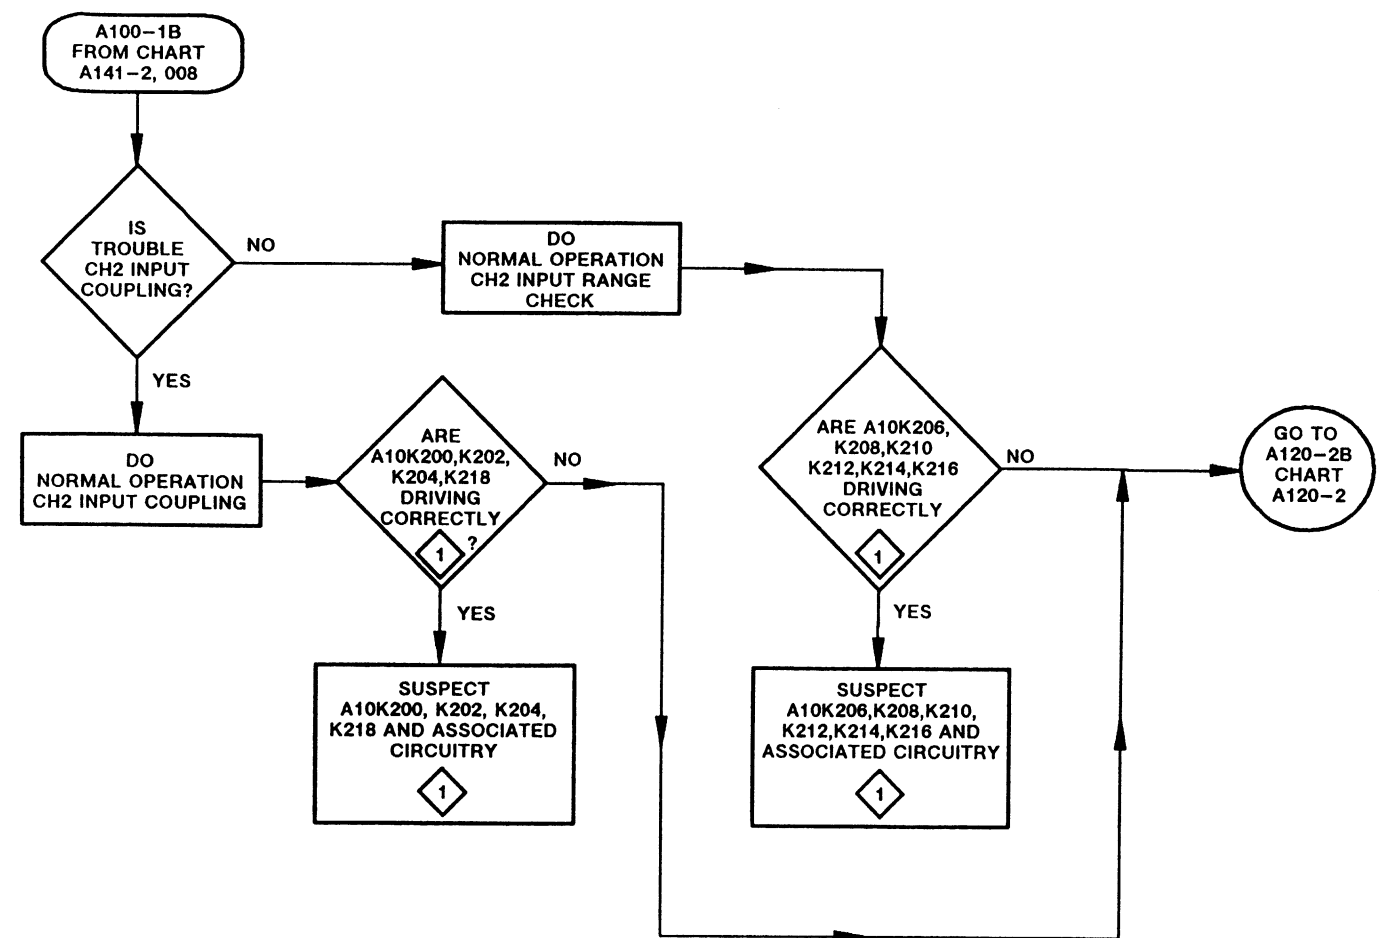 A100-1B
FROM CHART
A141-2, 008
IS
TROUBLE
CH2 INPUT
COUPLING?
NO
DO
NORMAL OPERATION
CH2 INPUT RANGE
CHECK
YES
DO
NORMAL OPERATION
CH2 INPUT COUPLING
ARE
A10K200,K202,
K204,K218
DRIVING
CORRECTLY
?
1
NO
YES
SUSPECT
A10K200, K202, K204,
K218 AND ASSOCIATED
CIRCUITRY
1
ARE A10K206,
K208,K210
K212,K214,K216
DRIVING
CORRECTLY
1
NO
YES
SUSPECT
A10K206,K208,K210,
K212,K214,K216 AND
ASSOCIATED CIRCUITRY
1
GO TO
A120-2B
CHART
A120-2